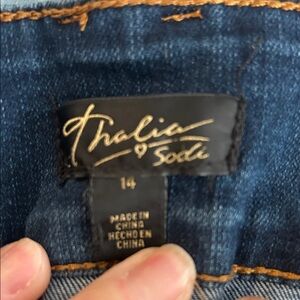 Thalia
Sodi
14
MADE IN
CHINA
HECHO EN
CHINA